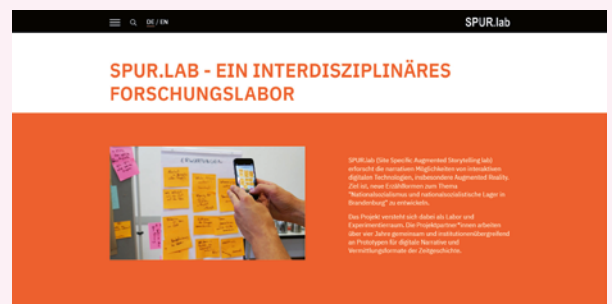 DE / EN
SPUR.lab
SPUR.LAB - EIN INTERDISZIPLINÄRES
FORSCHUNGSLABOR
SPUR.lab (Site Specific Augmented Storytelling lab)
erforscht die narrativen Möglichkeiten von interaktiven
digitalen Technologien, insbesondere Augmented Reality.
Ziel ist, neue Erzählformen zum Thema
"Nationalsozialismus und nationalsozialistische Lager in
Brandenburg" zu entwickeln.
Das Projekt versteht sich dabei als Labor und
Experimentierraum. Die Projektpartner*innen arbeiten
über vier Jahre gemeinsam und institutionenübergreifend
an Prototypen für digitale Narrative und
Vermittlungsformate der Zeitgeschichte.